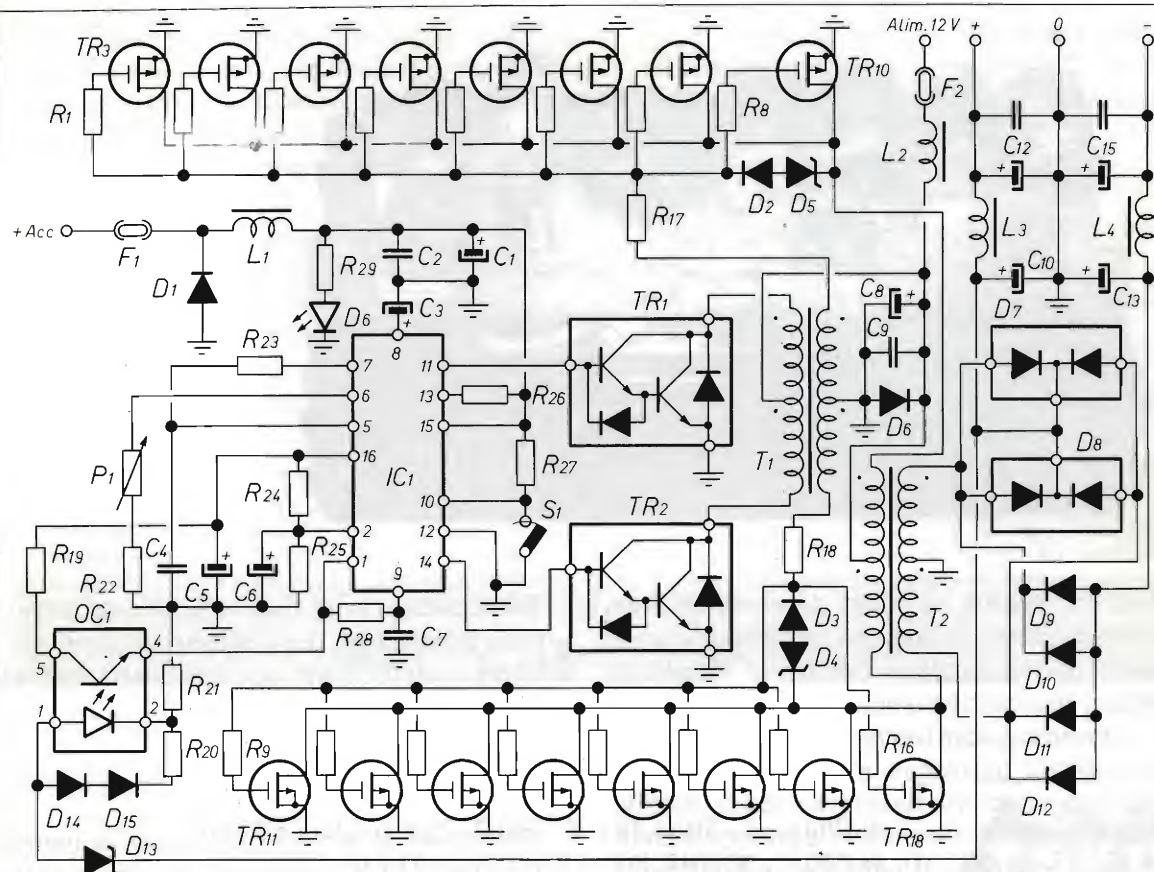 Alim. 12 V + 0 -
TR3
TR10
F2
R1
R8
L2
C12 C15
D2 D5
R17
L3 L4
+ Acc
F1 L1
C2 C1
R29
D1
C10
C13
C3
D6
TR1
C8
C9
D7
R23
8
7 11
6 13 R26
5 15
16 IC1
R27
T1
D6
D8
P1
R24
10 S1
2 12
R25
TR2
1 14
R19
C4
R22
C5 C6
9
R18
OC1
R28 C7
D3
T2
D9
5 4
D4
D10
R21
1 2
R20
R9
R16
D11
D14 D15
D12
D13
TR11
TR18